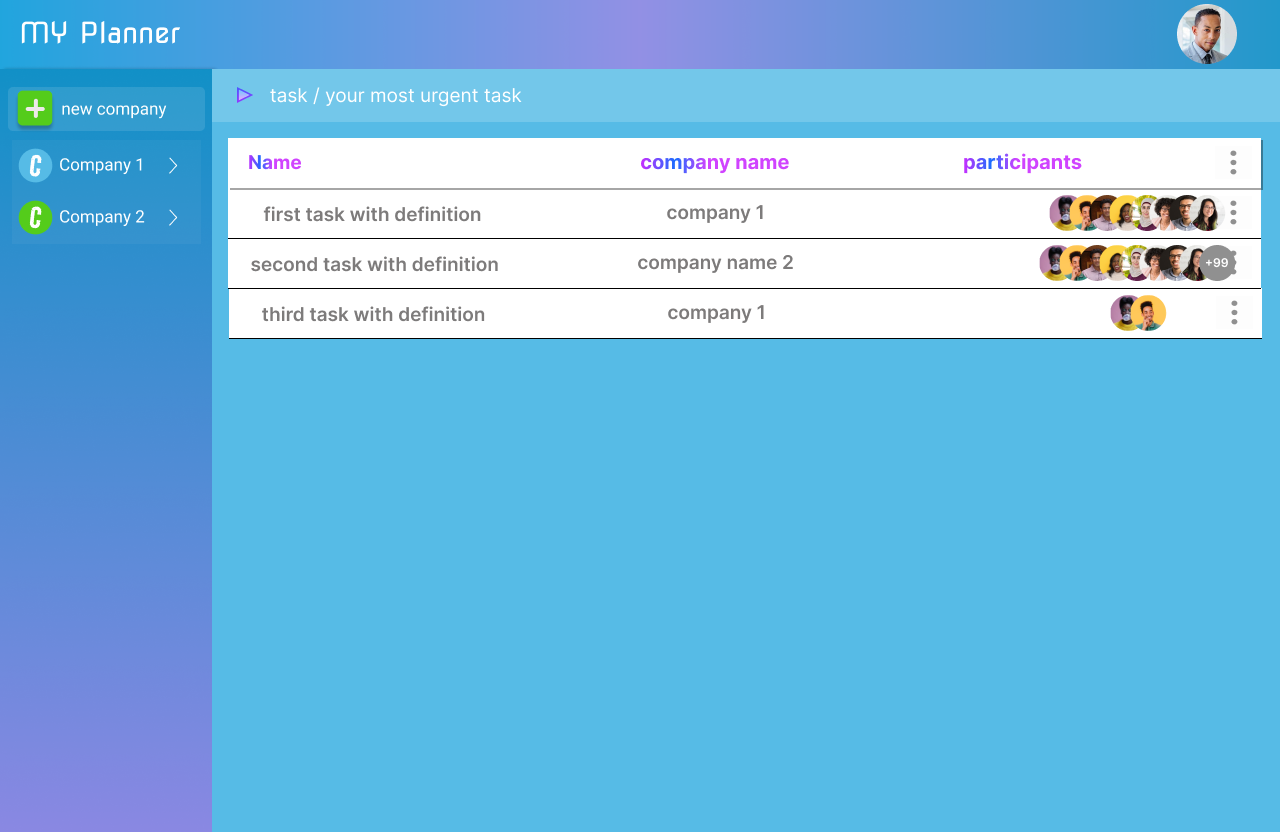 MY Planner
new company
Company 1
Company 2
task / your most urgent task
Name company name participants
first task with definition company 1
second task with definition company name 2 +99
third task with definition company 1